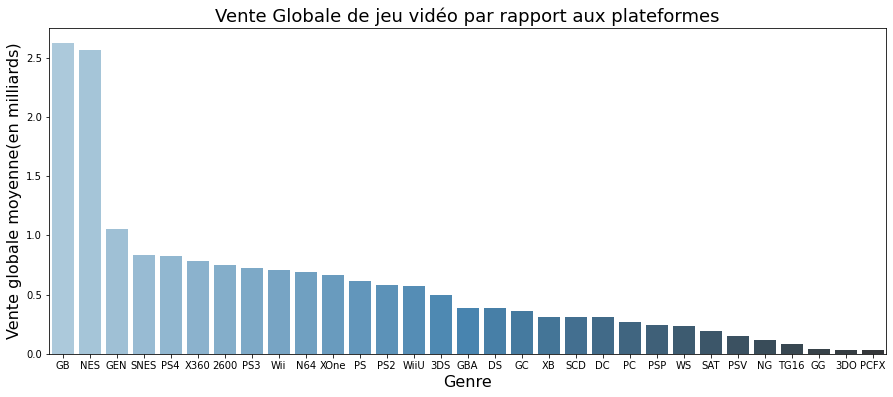 Vente Globale de jeu vidéo par rapport aux plateformes
Vente globale moyenne(en milliards)
2.5
2.0
1.5
1.0
0.5
0.0
GB NES GEN SNES PS4 X360 2600 PS3 Wii N64 XOne PS PS2 WiiU 3DS GBA DS GC XB SCD DC PC PSP WS SAT PSV NG TG16 GG 3DO PCFX
Genre